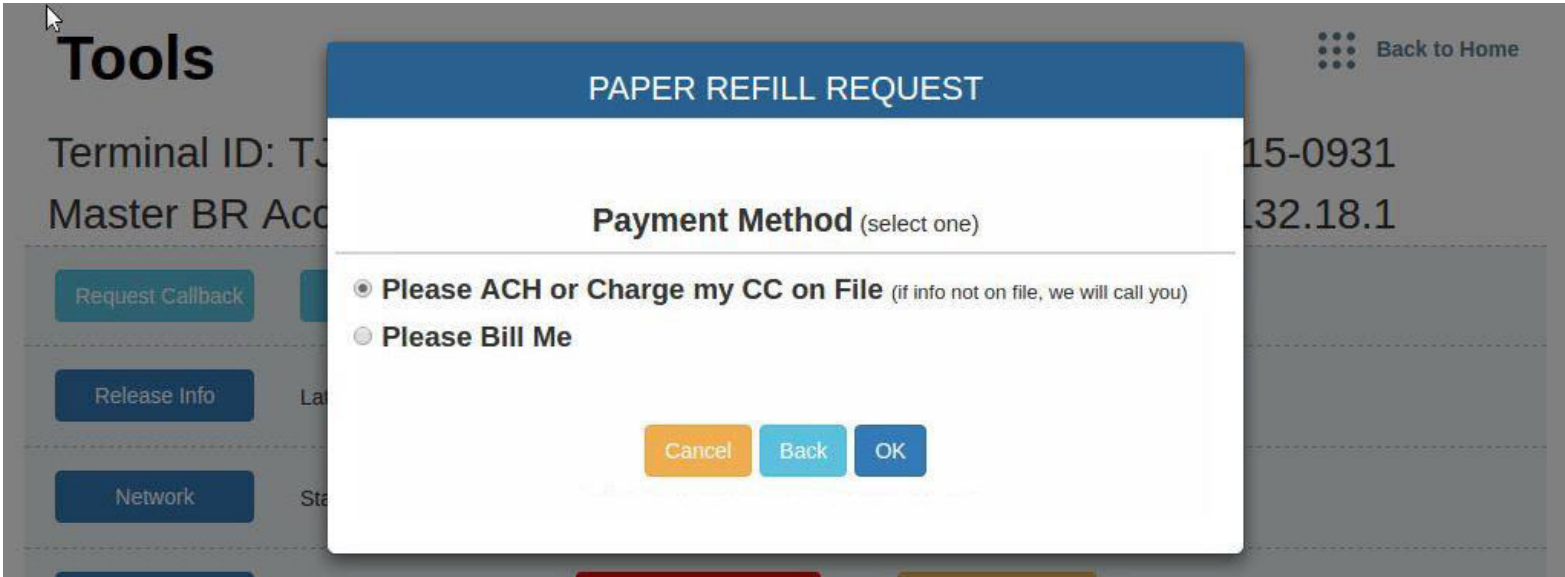 Tools
Back to Home
PAPER REFILL REQUEST
Terminal ID: 15-0931
Master BR 132.18.1
Payment Method (select one)
Request Callback
Please ACH or Charge my CC on File (if info not on file, we will call you)
Please Bill Me
Release Info
Cancel Back OK
Network